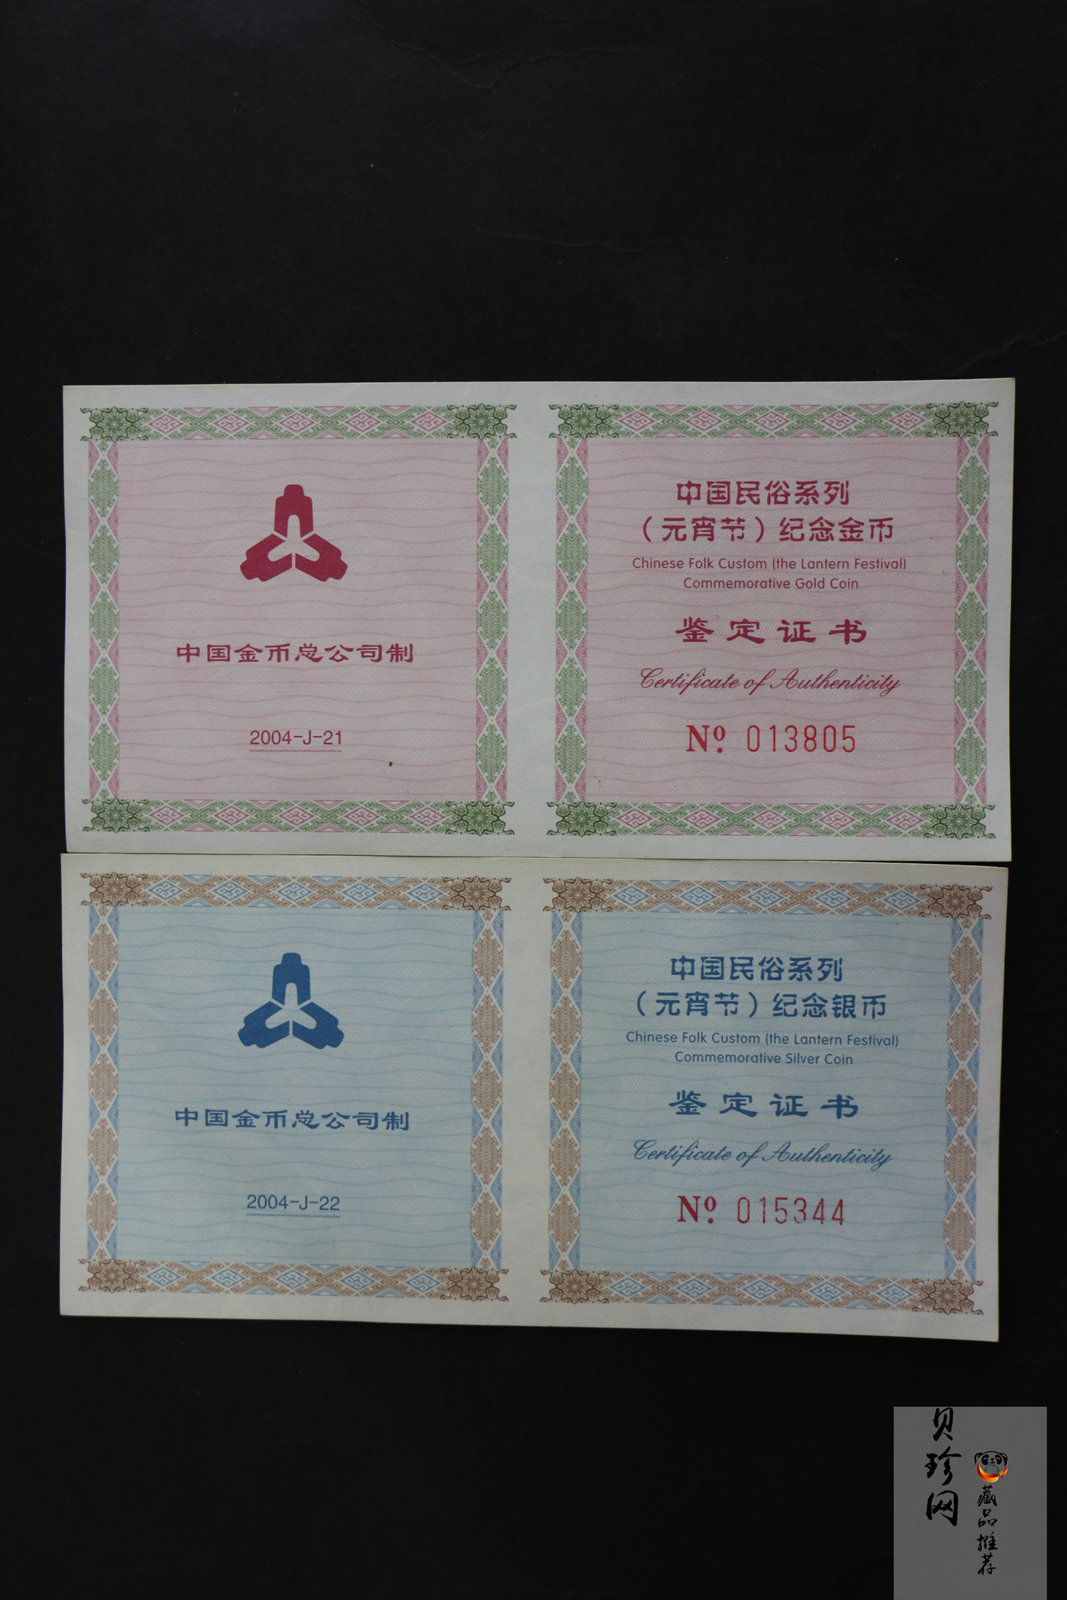 中国金币总公司制
2004-J-21
中国民俗系列
（元宵节）纪念金币
Chinese Folk Custom (the Lantern Festival)
Commemorative Gold Coin
鉴定证书
Certificate of Authenticity
Nº 013805
中国金币总公司制
2004-J-22
中国民俗系列
（元宵节）纪念银币
Chinese Folk Custom (the Lantern Festival)
Commemorative Silver Coin
鉴定证书
Certificate of Authenticity
Nº 015344
贝珍网
藏品推荐